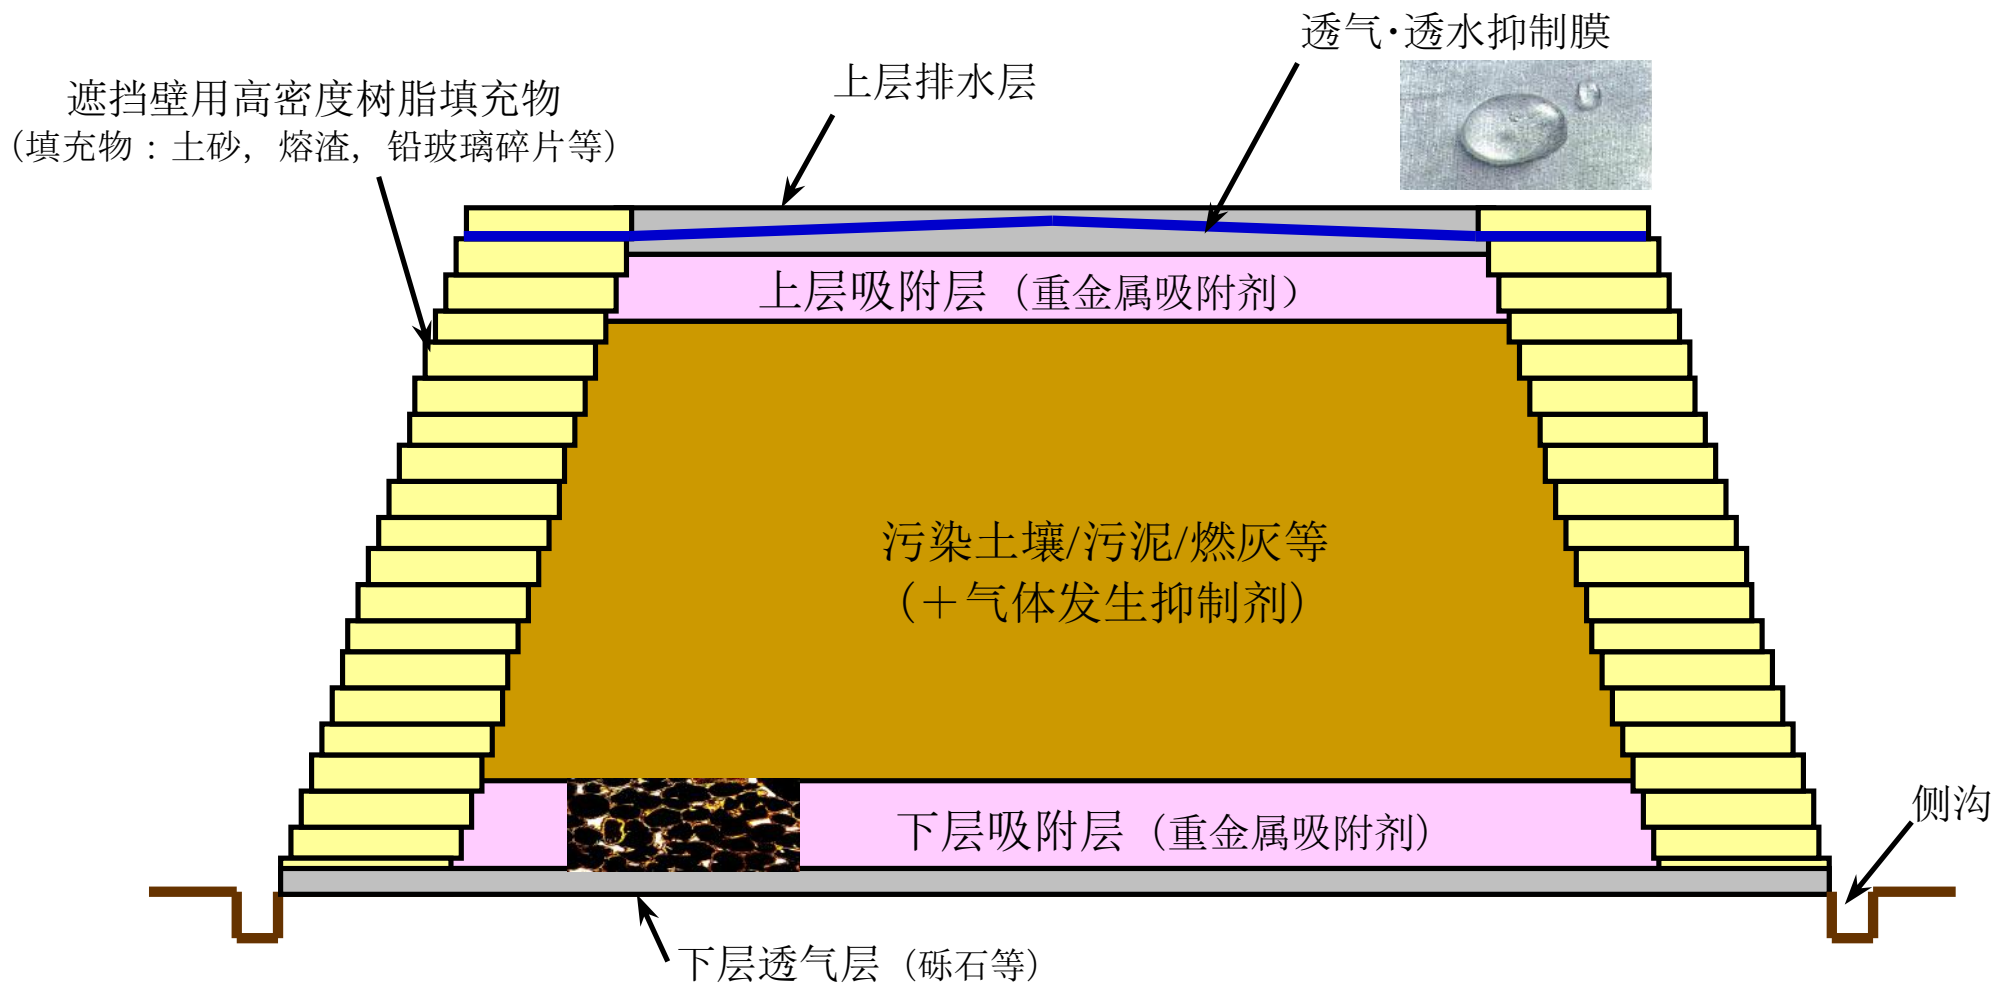 透气·透水抑制膜
上层排水层
遮挡壁用高密度树脂填充物
（填充物：土砂，熔渣，铅玻璃碎片等）
上层吸附层（重金属吸附剂）
污染土壤/污泥/燃灰等
（＋气体发生抑制剂）
下层吸附层（重金属吸附剂）
侧沟
下层透气层（砾石等）